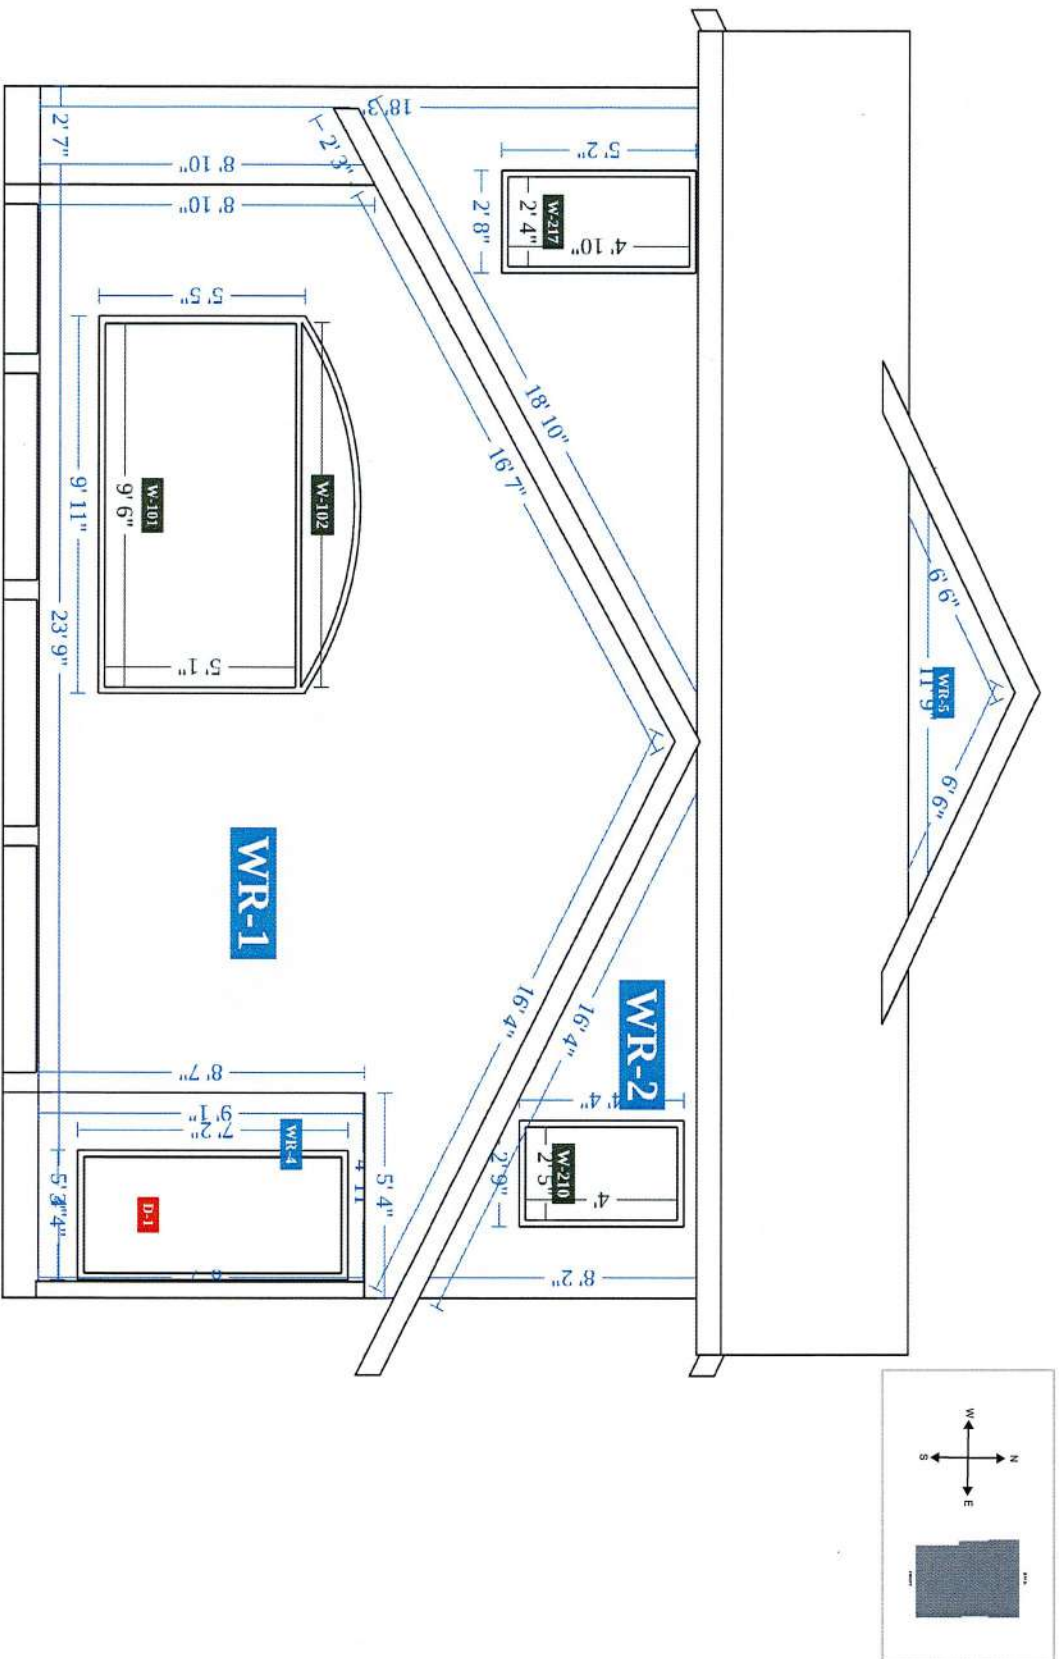 N
W
E
S
WR-5
11' 9"
6' 6"
6' 6"
WR-2
5' 2"
W-217
4' 10"
2' 4"
2' 8"
4' 4"
W-210
4'
2' 5"
2' 9"
8' 2"
18' 10"
16' 7"
16' 4"
16' 4"
18' 3"
2' 3"
5' 4"
W-102
WR-4
WR-1
8' 10"
8' 10"
5' 5"
5' 1"
8' 7"
9' 1"
7' 2"
W-101
9' 6"
D-1
9' 11"
2' 7"
23' 9"